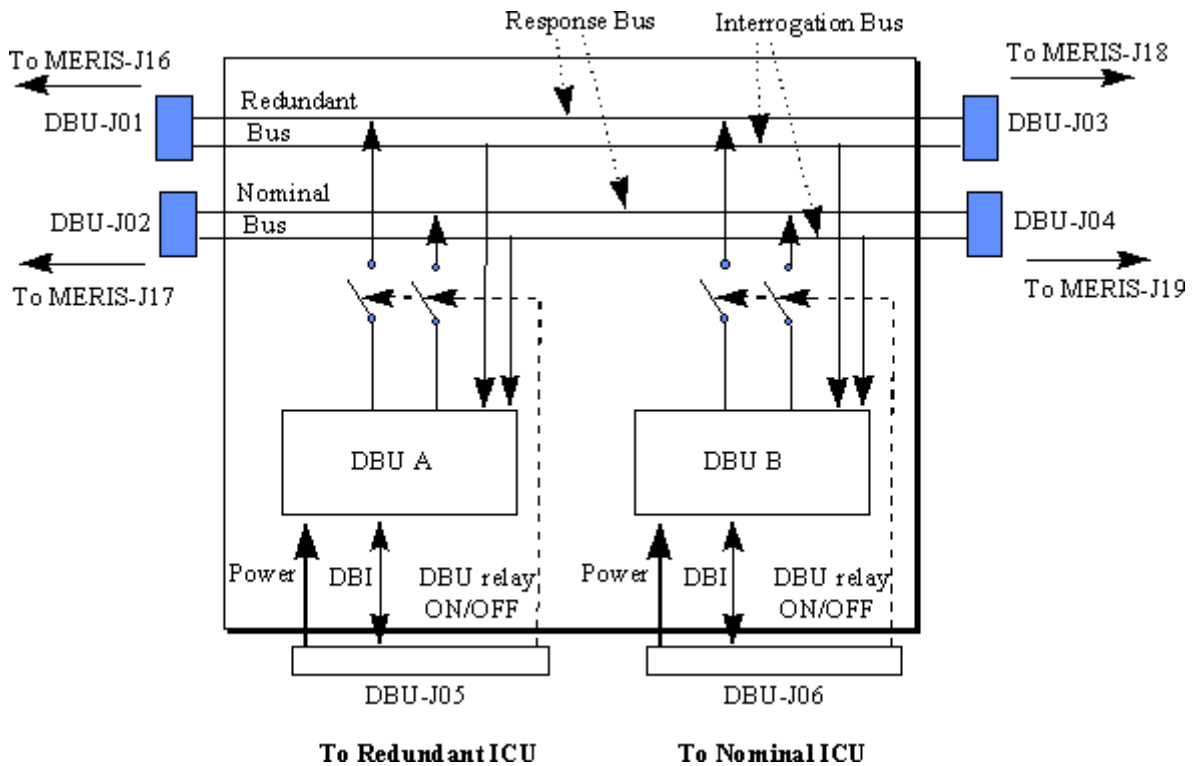 Response Bus
Interrogation Bus
To MERIS-J16
To MERIS-J18
Redundant
DBU-J01
Bus
DBU-J03
Nominal
DBU-J02
Bus
DBU-J04
To MERIS-J17
To MERIS-J19
DBU A
DBU B
Power
DBI
DBU relay
ON/OFF
Power
DBI
DBU relay
ON/OFF
DBU-J05
DBU-J06
To Redundant ICU
To Nominal ICU